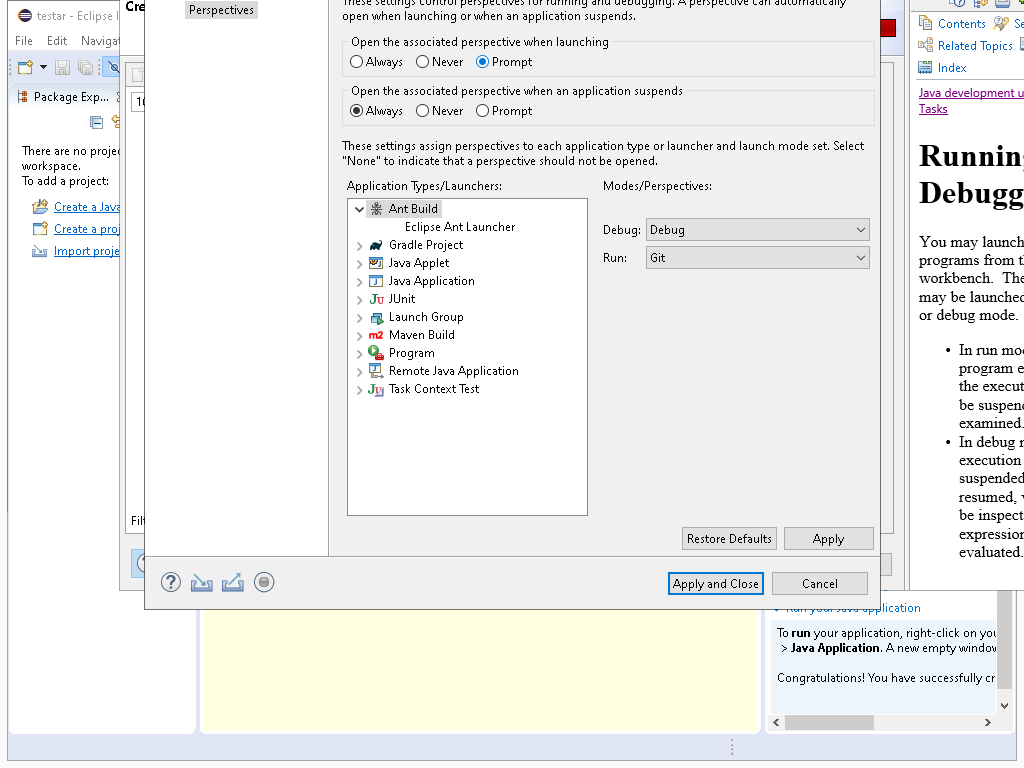 testar - Eclipse I
File Edit Navigat
Package Exp...
There are no proje
workspace.
To add a project:
Create a Java
Create a proj
Import proje
Cre
Perspectives
These settings control perspectives for running and debugging. A perspective can automatically
open when launching or when an application suspends.
Open the associated perspective when launching
Always Never Prompt
Open the associated perspective when an application suspends
Always Never Prompt
These settings assign perspectives to each application type or launcher and launch mode set. Select
"None" to indicate that a perspective should not be opened.
Application Types/Launchers:
Ant Build
Eclipse Ant Launcher
Gradle Project
Java Applet
Java Application
JUnit
Launch Group
Maven Build
Program
Remote Java Application
Task Context Test
Modes/Perspectives:
Debug: Debug
Run: Git
Restore Defaults Apply
Apply and Close Cancel
Filt
Contents Se
Related Topics
Index
Java development u
Tasks
Running
Debugg
You may launch
programs from th
workbench. The
may be launched
or debug mode.
• In run mod
program e
the execut
be suspend
examined.
• In debug m
execution
suspended
resumed, v
be inspect
expression
evaluated.
Run your Java application
To run your application, right-click on you
> Java Application. A new empty window
Congratulations! You have successfully cr